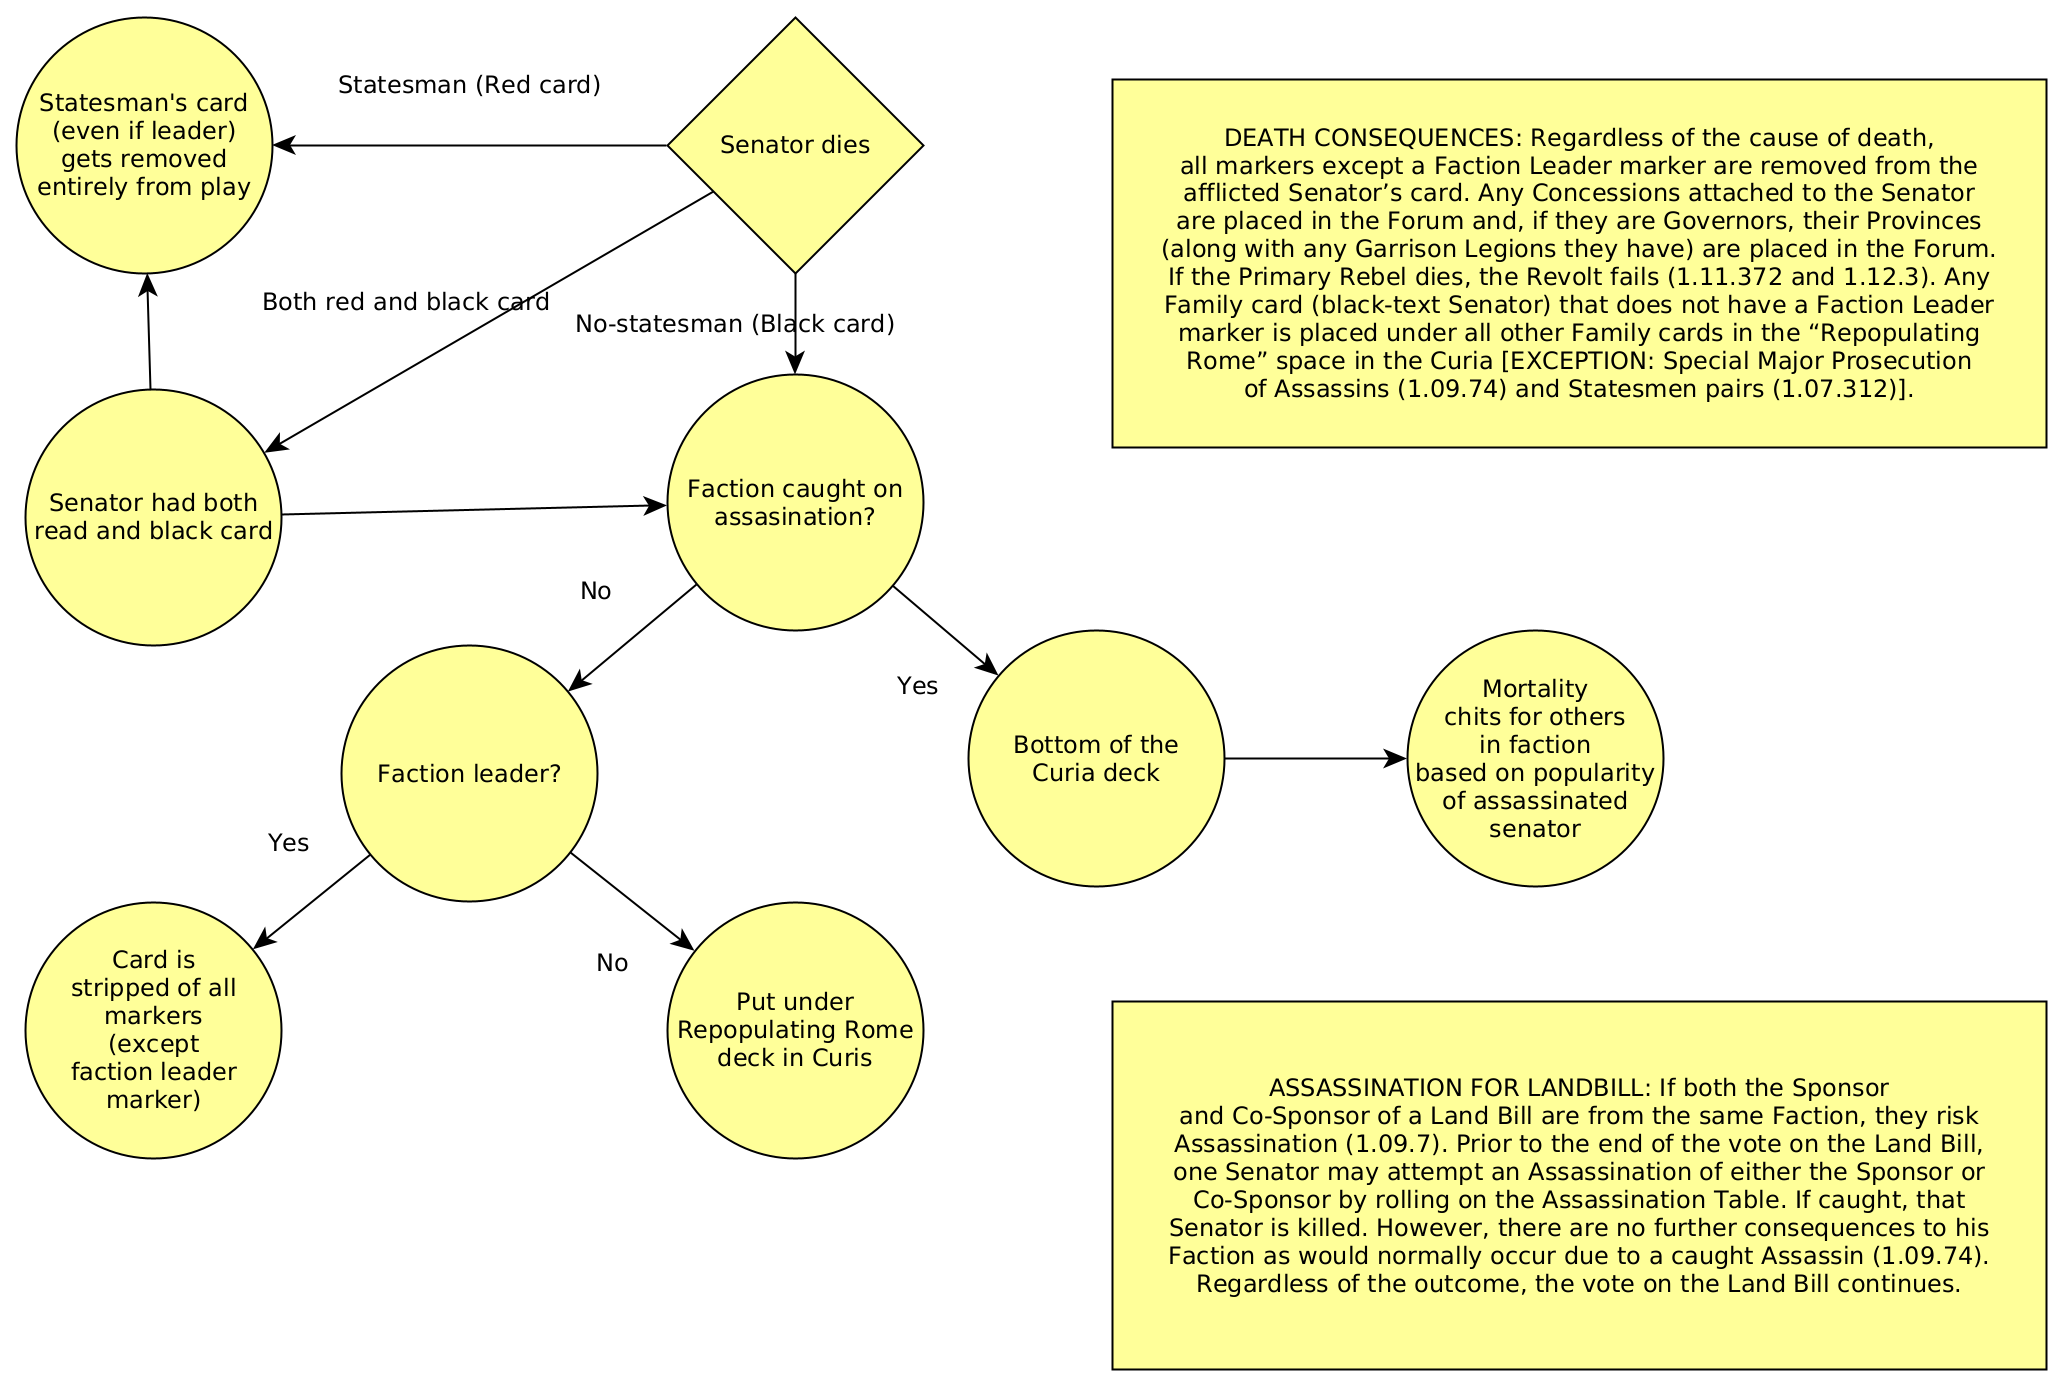 Statesman's card
(even if leader)
gets removed
entirely from play
Statesman (Red card)
Senator dies
DEATH CONSEQUENCES: Regardless of the cause of death,
all markers except a Faction Leader marker are removed from the
afflicted Senator’s card. Any Concessions attached to the Senator
are placed in the Forum and, if they are Governors, their Provinces
(along with any Garrison Legions they have) are placed in the Forum.
If the Primary Rebel dies, the Revolt fails (1.11.372 and 1.12.3). Any
Family card (black-text Senator) that does not have a Faction Leader
marker is placed under all other Family cards in the “Repopulating
Rome” space in the Curia [EXCEPTION: Special Major Prosecution
of Assassins (1.09.74) and Statesmen pairs (1.07.312)].
Both red and black card
No-statesman (Black card)
Senator had both
read and black card
Faction caught on
assasination?
No
Yes
Faction leader?
Bottom of the
Curia deck
Mortality
chits for others
in faction
based on popularity
of assassinated
senator
Yes
No
Card is
stripped of all
markers
(except
faction leader
marker)
Put under
Repopulating Rome
deck in Curis
ASSASSINATION FOR LANDBILL: If both the Sponsor
and Co-Sponsor of a Land Bill are from the same Faction, they risk
Assassination (1.09.7). Prior to the end of the vote on the Land Bill,
one Senator may attempt an Assassination of either the Sponsor or
Co-Sponsor by rolling on the Assassination Table. If caught, that
Senator is killed. However, there are no further consequences to his
Faction as would normally occur due to a caught Assassin (1.09.74).
Regardless of the outcome, the vote on the Land Bill continues.